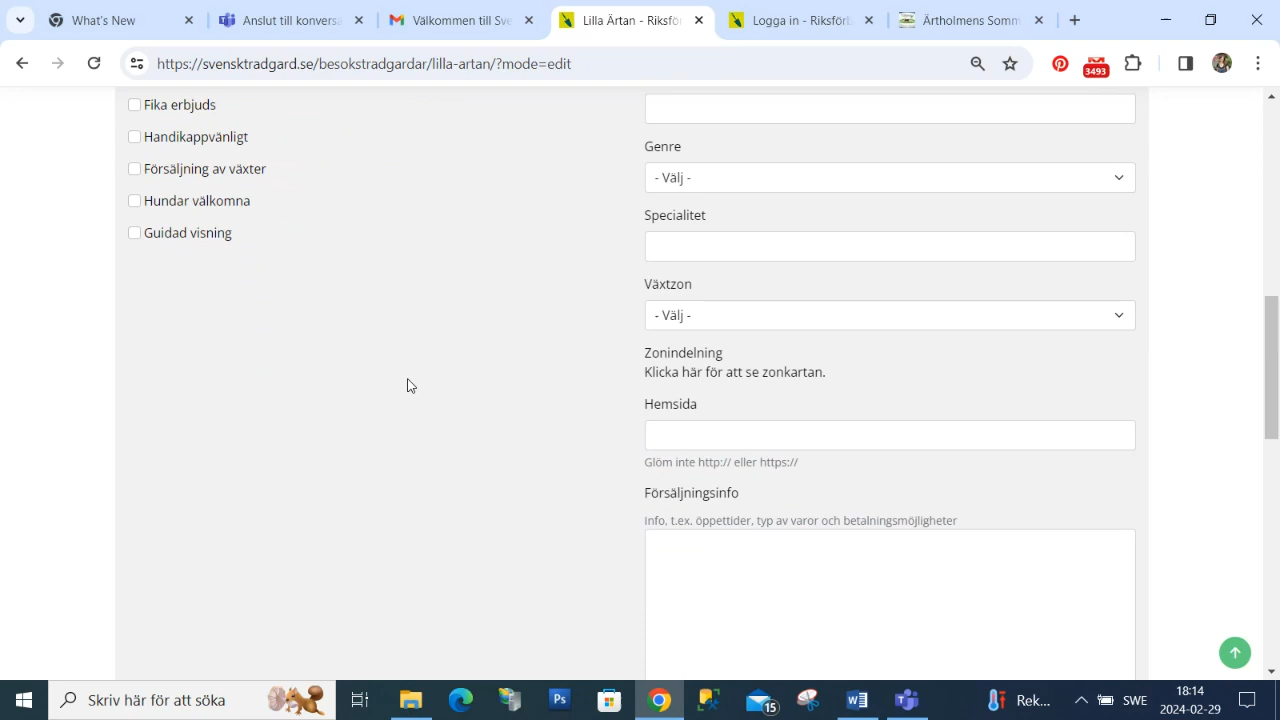 What's New
Anslut till konversa
Välkommen till Sve
Lilla Ärtan - Riksför
Logga in - Riksförb
Ärtholmens Somm
https://svensktradgard.se/besokstradgardar/lilla-artan/?mode=edit
3493
Fika erbjuds
Handikappvänligt
Försäljning av växter
Hundar välkomna
Guidad visning
Genre
- Välj -
Specialitet
Växtzon
- Välj -
Zonindelning
Klicka här för att se zonkartan.
Hemsida
Glöm inte http:// eller https://
Försäljningsinfo
Info, t.ex. öppettider, typ av varor och betalningsmöjligheter
Skriv här för att söka
Ps
15
Rek...
SWE
18:14
2024-02-29